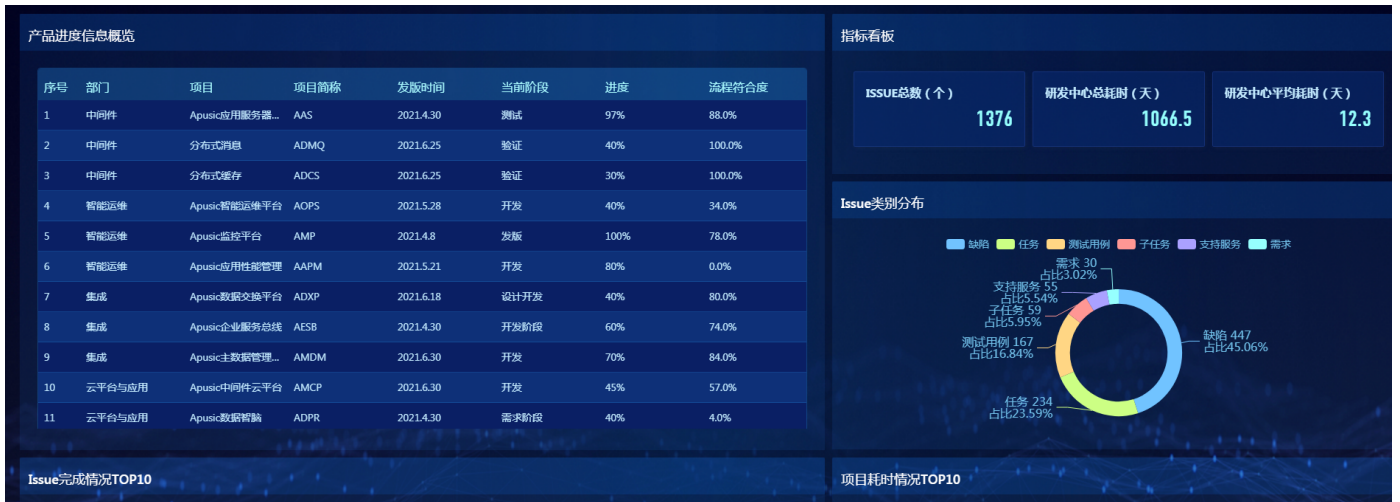 产品进度信息概览
序号 部门 项目 项目简称 发版时间 当前阶段 进度 流程符合度
1 中间件 Apusic应用服务器... AAS 2021.4.30 测试 97% 88.0%
2 中间件 分布式消息 ADMQ 2021.6.25 验证 40% 100.0%
3 中间件 分布式缓存 ADCS 2021.6.25 验证 30% 100.0%
4 智能运维 Apusic智能运维平台 AOPS 2021.5.28 开发 40% 34.0%
5 智能运维 Apusic监控平台 AMP 2021.4.8 发版 100% 78.0%
6 智能运维 Apusic应用性能管理 AAPM 2021.5.21 开发 80% 0.0%
7 集成 Apusic数据交换平台 ADXP 2021.6.18 设计开发 40% 80.0%
8 集成 Apusic企业服务总线 AESB 2021.4.30 开发阶段 60% 74.0%
9 集成 Apusic主数据管理... AMDM 2021.6.30 开发 70% 84.0%
10 云平台与应用 Apusic中间件云平台 AMCP 2021.6.30 开发 45% 57.0%
11 云平台与应用 Apusic数据智脑 ADPR 2021.4.30 需求阶段 40% 4.0%
指标看板
ISSUE总数（个） 研发中心总耗时（天） 研发中心平均耗时（天）
1376 1066.5 12.3
Issue类别分布
缺陷 任务 测试用例 子任务 支持服务 需求
需求 30
占比3.02%
支持服务 55
占比5.54%
子任务 59
占比5.95%
测试用例 167
占比16.84%
缺陷 447
占比45.06%
任务 234
占比23.59%
Issue完成情况TOP10
项目耗时情况TOP10